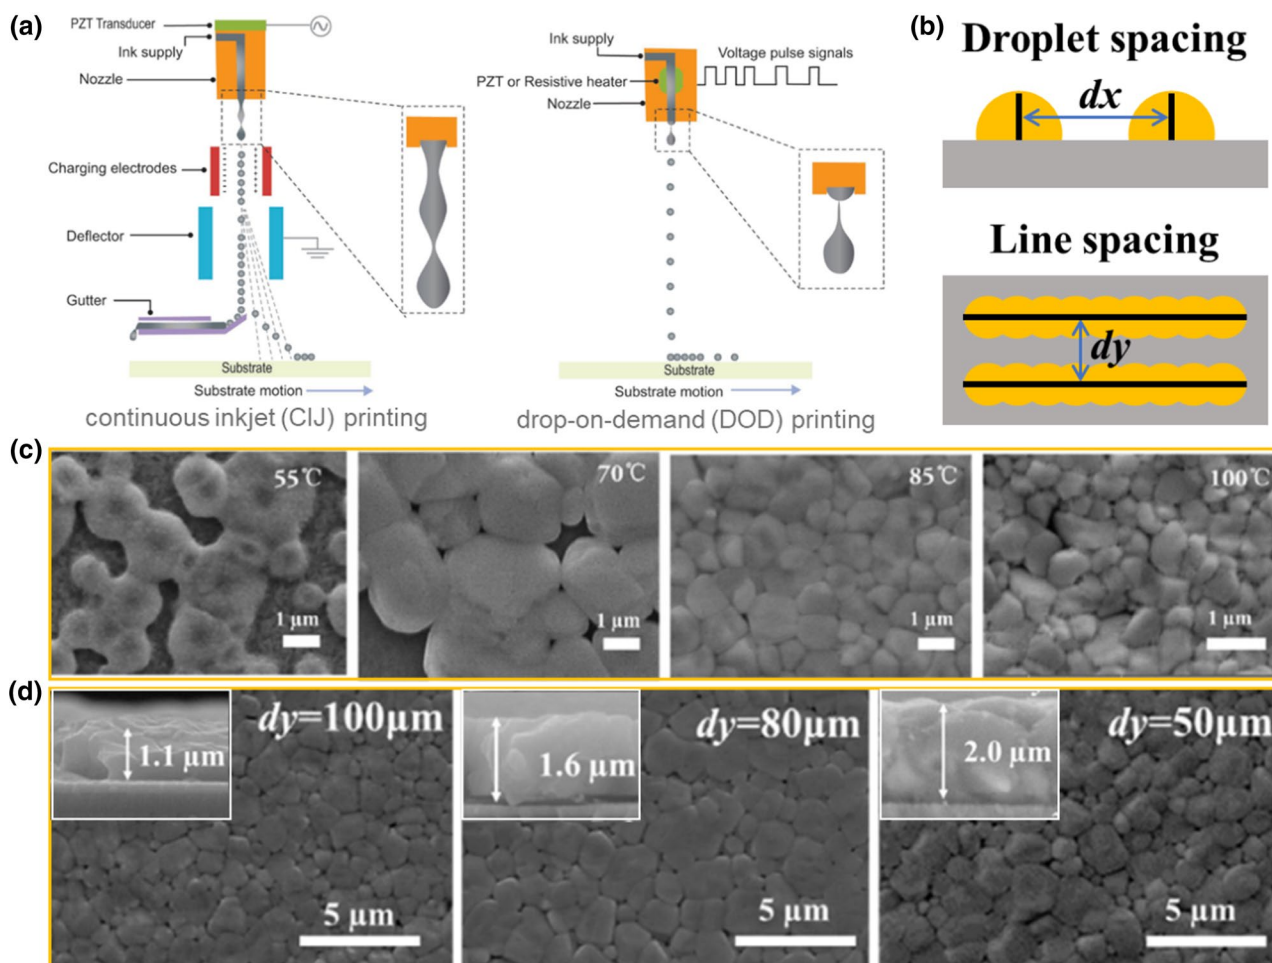 (a)
PZT Transducer
Ink supply
Nozzle
Charging electrodes
Deflector
Gutter
Substrate
Substrate motion
continuous inkjet (CIJ) printing
Ink supply
Voltage pulse signals
PZT or Resistive heater
Nozzle
Substrate
Substrate motion
drop-on-demand (DOD) printing
(b)
Droplet spacing
dx
Line spacing
dy
(c)
55℃
1 μm
70℃
1 μm
85℃
1 μm
100℃
1 μm
(d)
dy=100μm
1.1 μm
5 μm
dy=80μm
1.6 μm
5 μm
dy=50μm
2.0 μm
5 μm